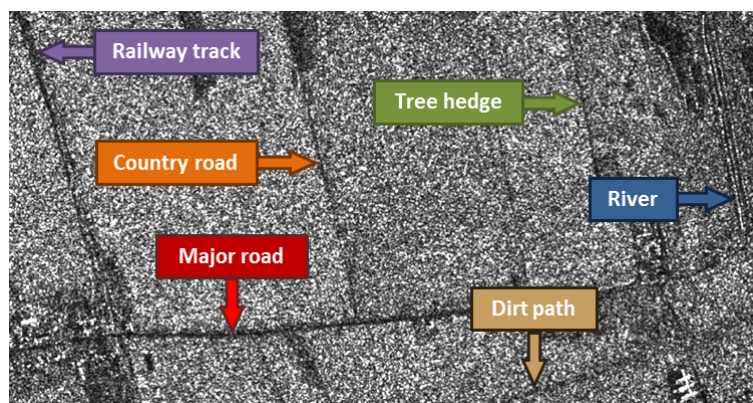 Railway track
Tree hedge
Country road
River
Major road
Dirt path